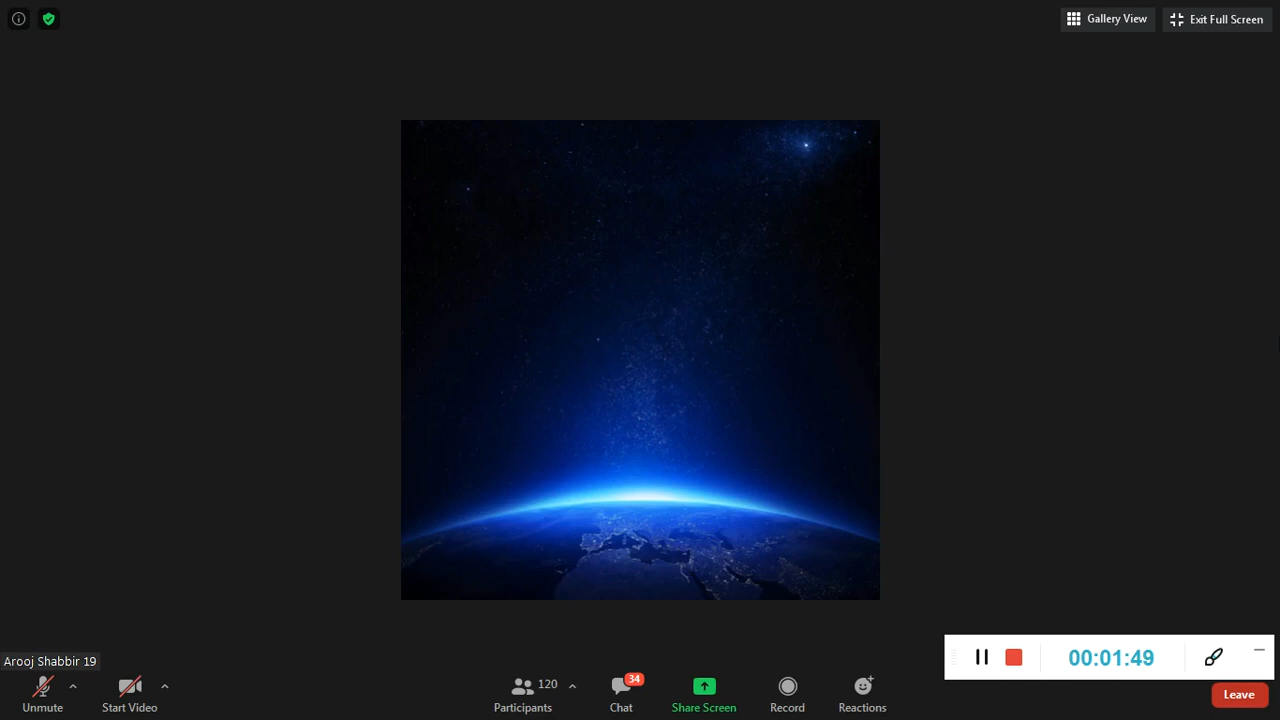 Gallery View
Exit Full Screen
Arooj Shabbir 19
00:01:49
Unmute
Start Video
120
Participants
34
Chat
Share Screen
Record
Reactions
Leave